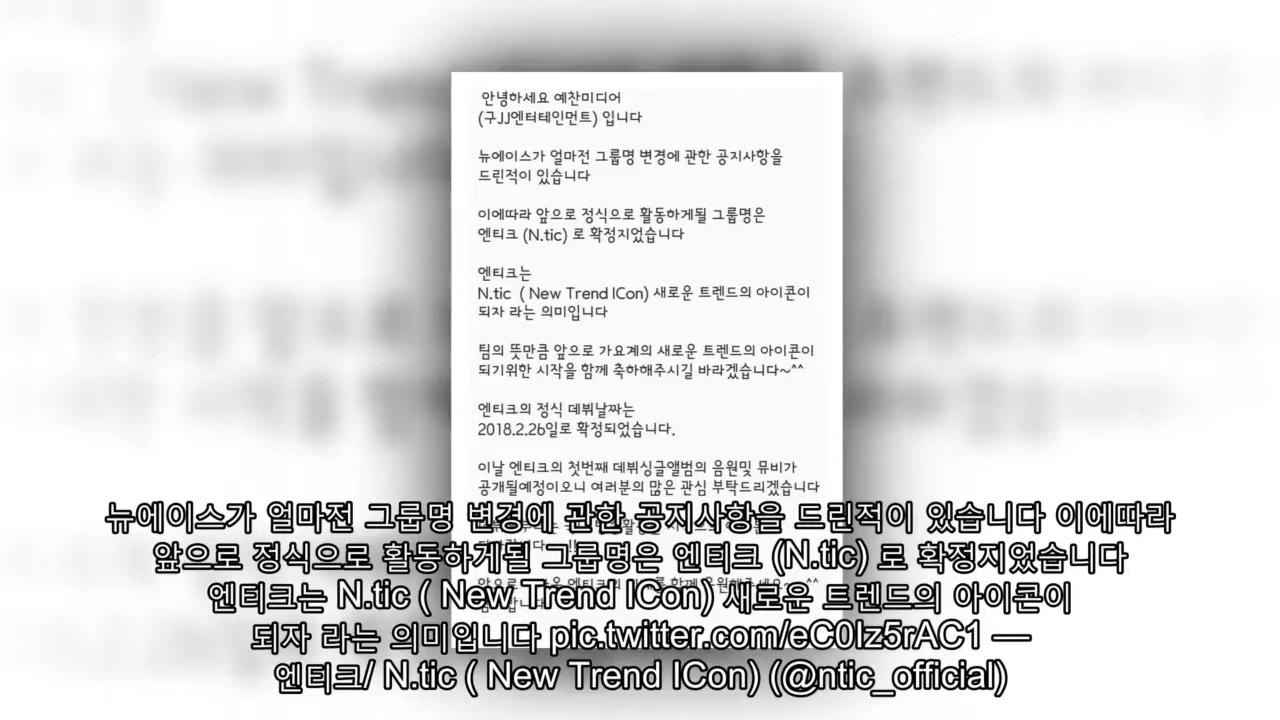 안녕하세요 예찬미디어
(구JJ엔터테인먼트) 입니다
뉴에이스가 얼마전 그룹명 변경에 관한 공지사항을
드린적이 있습니다
이에따라 앞으로 정식으로 활동하게될 그룹명은
엔티크 (N.tic) 로 확정지었습니다
엔티크는
N.tic ( New Trend ICon) 새로운 트렌드의 아이콘이
되자 라는 의미입니다
팀의 뜻만큼 앞으로 가요계의 새로운 트렌드의 아이콘이
되기위한 시작을 함께 축하해주시길 바라겠습니다~^^
엔티크의 정식 데뷔날짜는
2018.2.26일로 확정되었습니다.
이날 엔티크의 첫번째 데뷔싱글앨범의 음원및 뮤비가
공개될예정이오니 여러분의 많은 관심 부탁드리겠습니다
뉴에이스가 얼마전 그룹명 변경에 관한 공지사항을 드린적이 있습니다 이에따라
앞으로 정식으로 활동하게될 그룹명은 엔티크 (N.tic) 로 확정지었습니다
엔티크는 N.tic ( New Trend ICon) 새로운 트렌드의 아이콘이
되자 라는 의미입니다 pic.twitter.com/eC0Iz5rAC1 —
엔티크/ N.tic ( New Trend ICon) (@ntic_official)